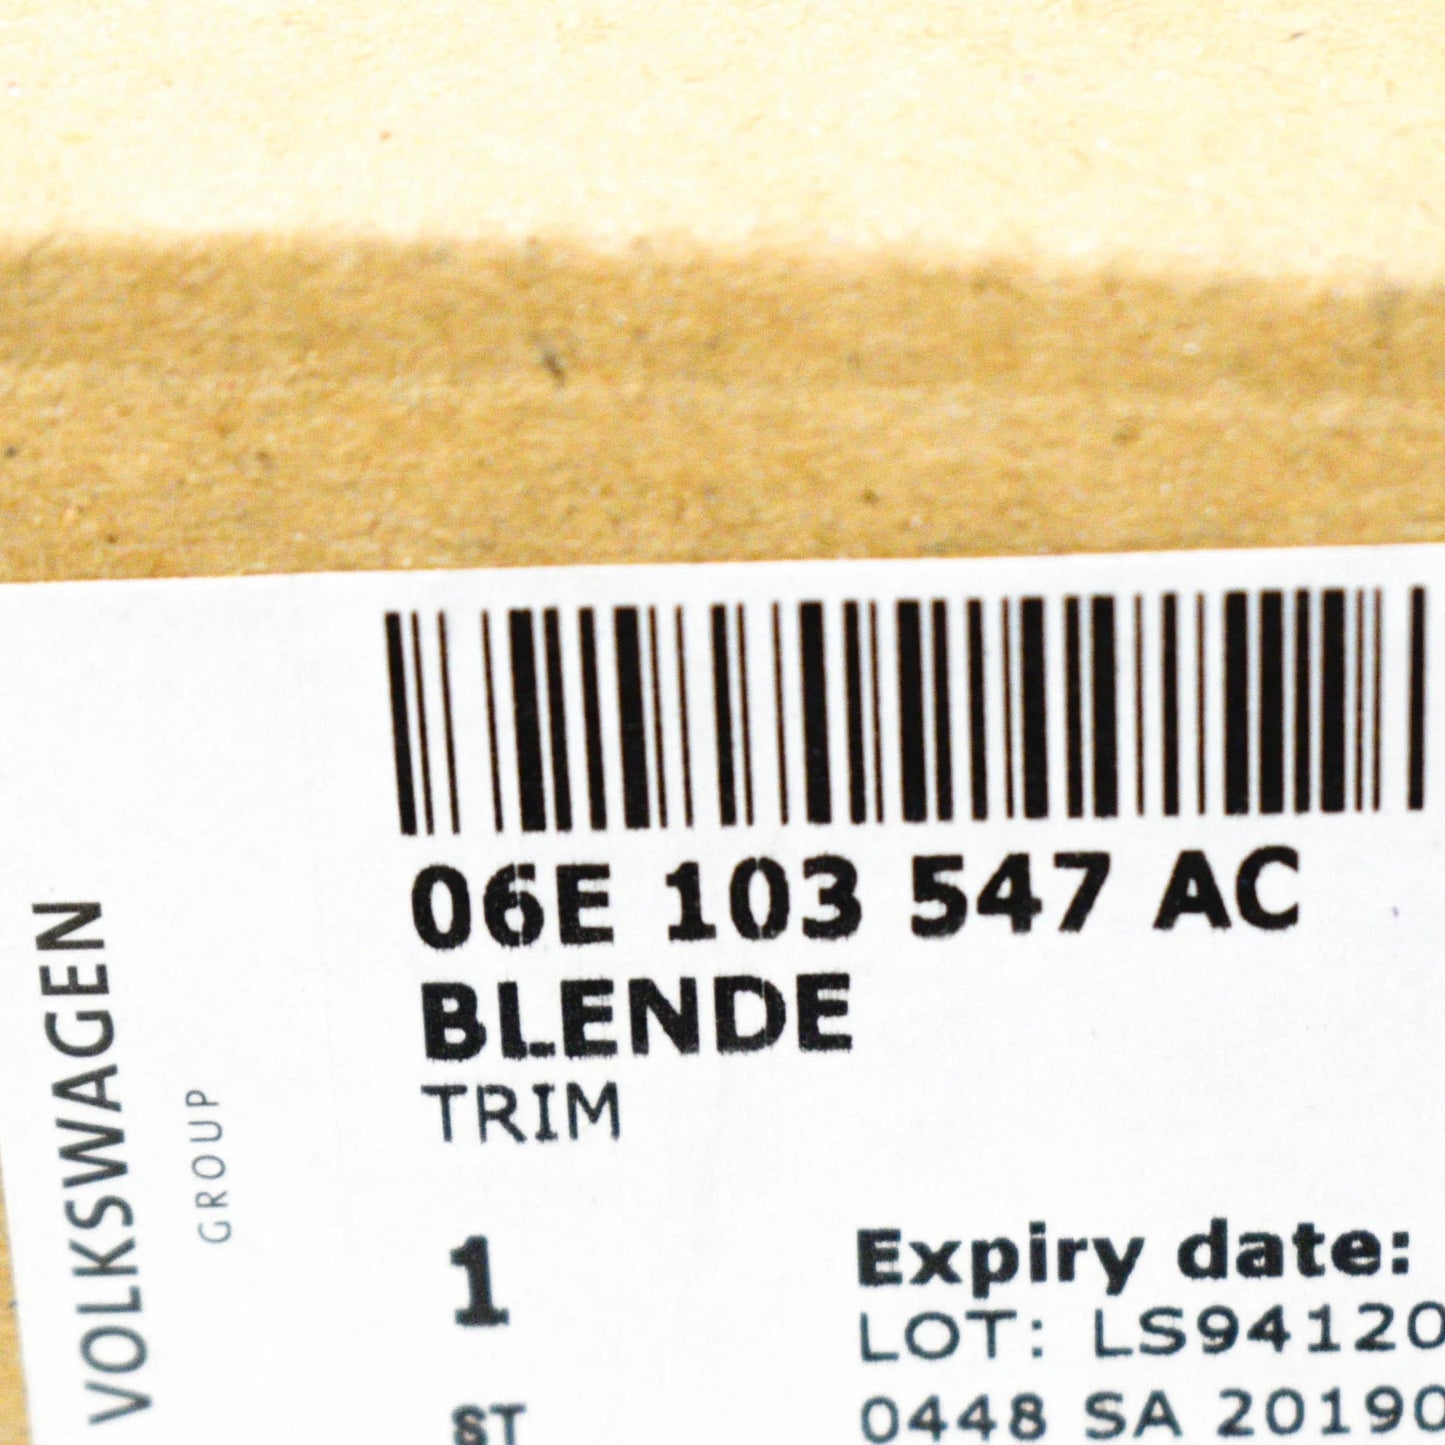 06E 103 547 AC
BLENDE
TRIM
1
ST
Expiry date:
LOT: LS94120
0448 SA 20190
VOLKSWAGEN
GROUP